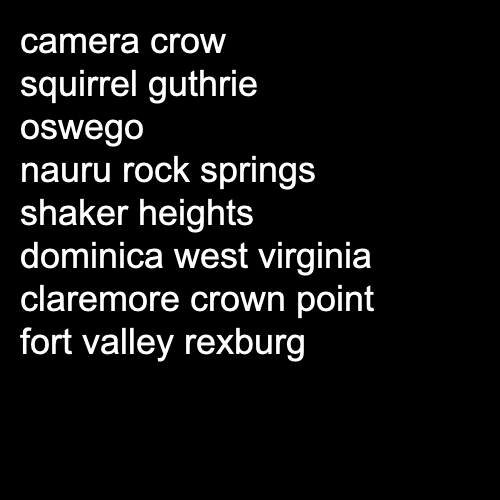 camera crow
squirrel guthrie
oswego
nauru rock springs
shaker heights
dominica west virginia
claremore crown point
fort valley rexburg